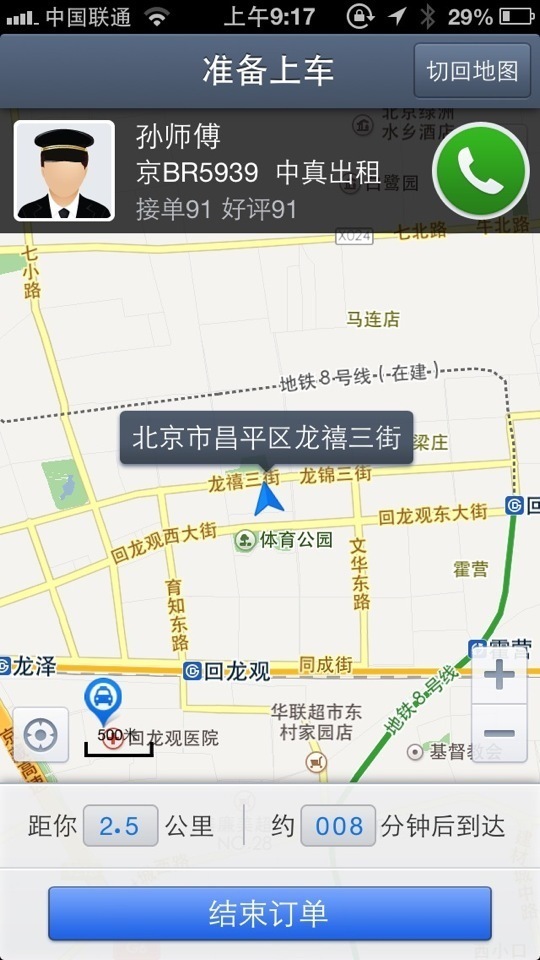 中国联通 上午9:17 29%
准备上车
切回地图
孙师傅
京BR5939 中真出租
接单91 好评91
北京绿洲
水乡酒店
白鹭园
X024
七北路
牛北路
七小路
马连店
地铁8号线(在建)
北京市昌平区龙禧三街
梁庄
龙禧三街
龙锦三街
回龙观西大街
回龙观东大街
回
体育公园
文华东路
霍营
育知东路
龙泽
回龙观
同成街
霍营
地铁8号线
500米
回龙观医院
华联超市东
村家园店
基督教会
京
高速
距你 2.5 公里
约 008 分钟后到达
结束订单
西小口